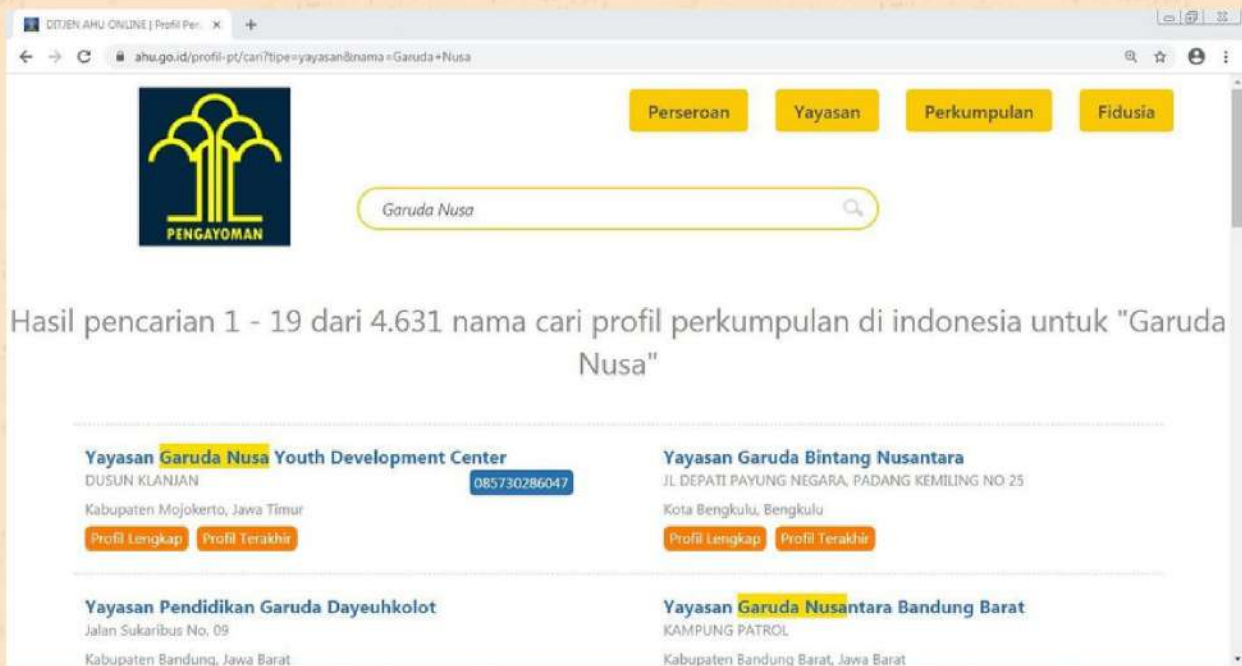 DITJEN AHU ONLINE | Profil Per.
ahu.go.id/profil-pt/cari?tipe=yayasan&nama=Garuda+Nusa
Perseroan Yayasan Perkumpulan Fidusia
PENGAYOMAN
Garuda Nusa
Hasil pencarian 1 - 19 dari 4.631 nama cari profil perkumpulan di indonesia untuk "Garuda
Nusa"
Yayasan Garuda Nusa Youth Development Center
DUSUN KLANJAN
085730286047
Kabupaten Mojokerto, Jawa Timur
Profil Lengkap Profil Terakhir
Yayasan Garuda Bintang Nusantara
JL DEPATI PAYUNG NEGARA, PADANG KEMILING NO 25
Kota Bengkulu, Bengkulu
Profil Lengkap Profil Terakhir
Yayasan Pendidikan Garuda Dayeuhkolot
Jalan Sukaribus No. 09
Kabupaten Bandung, Jawa Barat
Yayasan Garuda Nusantara Bandung Barat
KAMPUNG PATROL
Kabupaten Bandung Barat, Jawa Barat